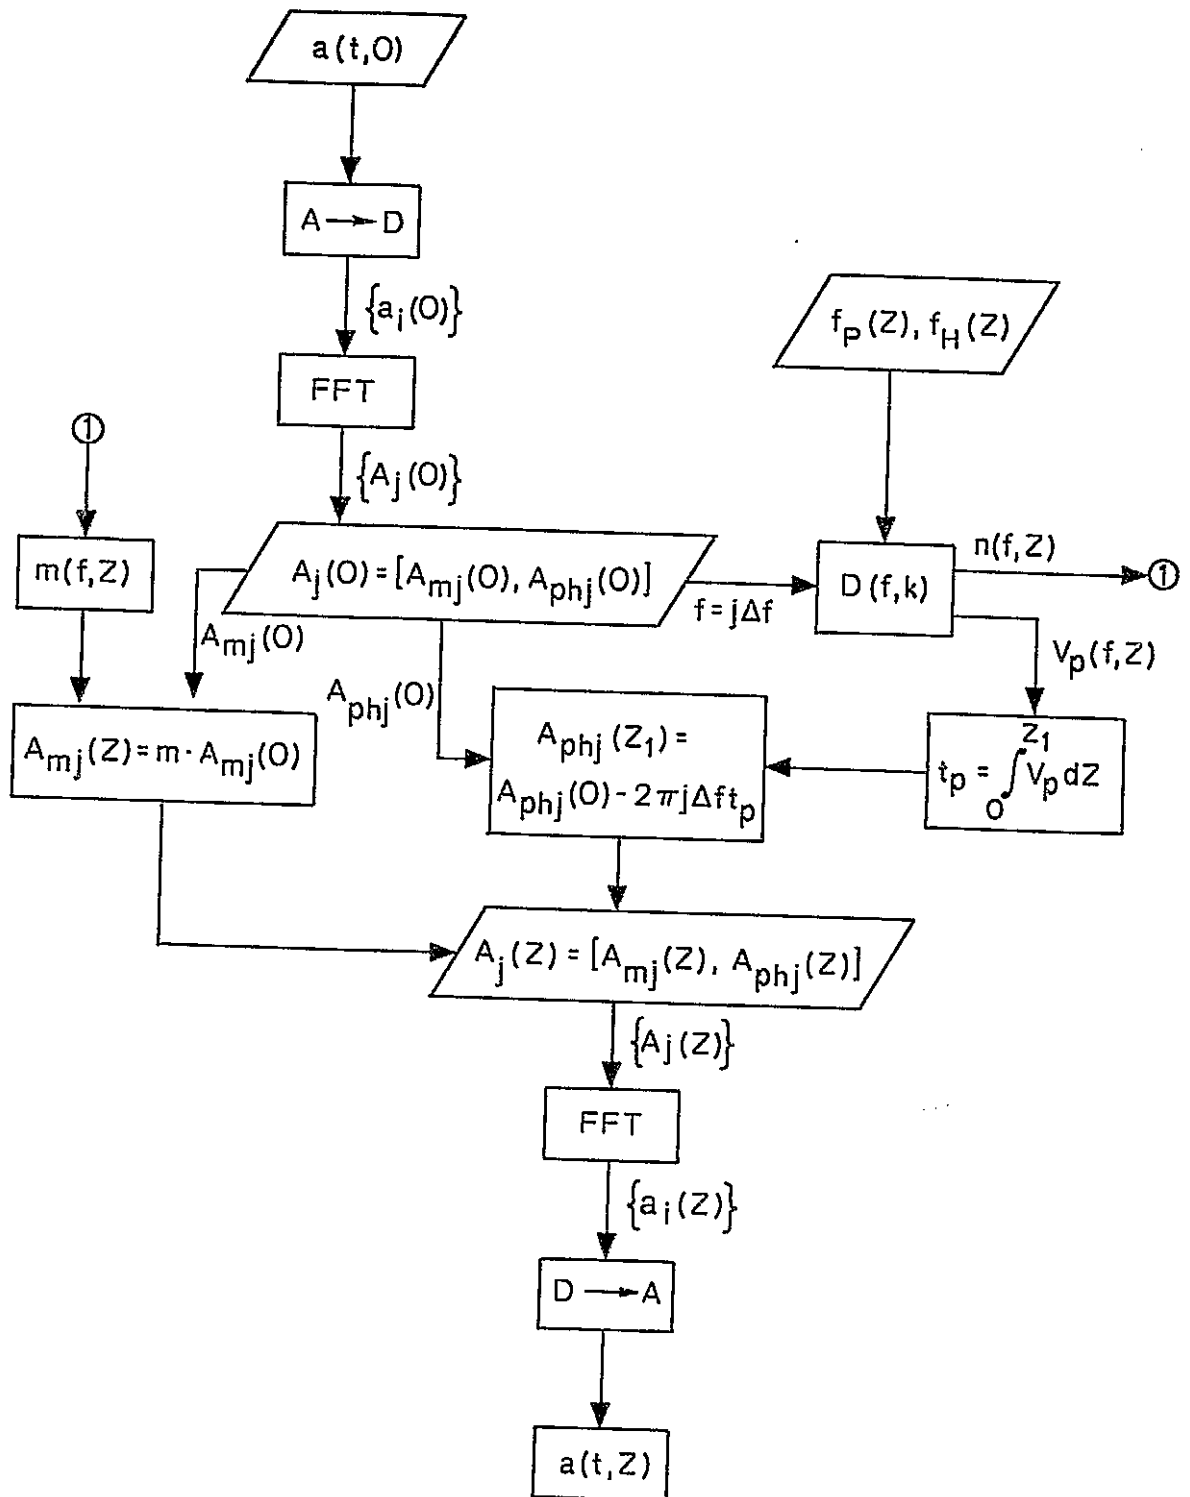 a(t,0)
A → D
{a_i(0)}
f_P(Z), f_H(Z)
FFT
①
{A_j(0)}
m(f,Z)
A_j(0) = [A_mj(0), A_phj(0)]
f = jΔf
D(f,k)
n(f,Z)
①
A_mj(0)
A_phj(0)
V_p(f,Z)
A_mj(Z) = m · A_mj(0)
A_phj(Z_1) =
A_phj(0) - 2πjΔft_p
t_p = ∫_0^Z_1 V_p dZ
A_j(Z) = [A_mj(Z), A_phj(Z)]
{A_j(Z)}
FFT
{a_i(Z)}
D → A
a(t,Z)